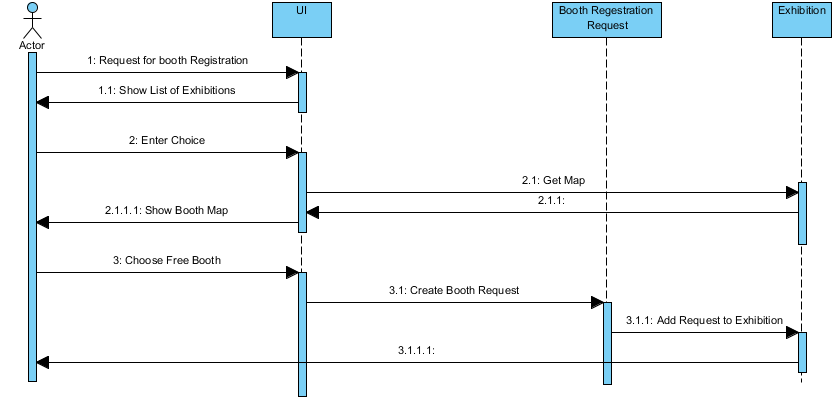 UI
Booth Regestration
Request
Exhibition
Actor
1: Request for booth Registration
1.1: Show List of Exhibitions
2: Enter Choice
2.1: Get Map
2.1.1:
2.1.1.1: Show Booth Map
3: Choose Free Booth
3.1: Create Booth Request
3.1.1: Add Request to Exhibition
3.1.1.1: